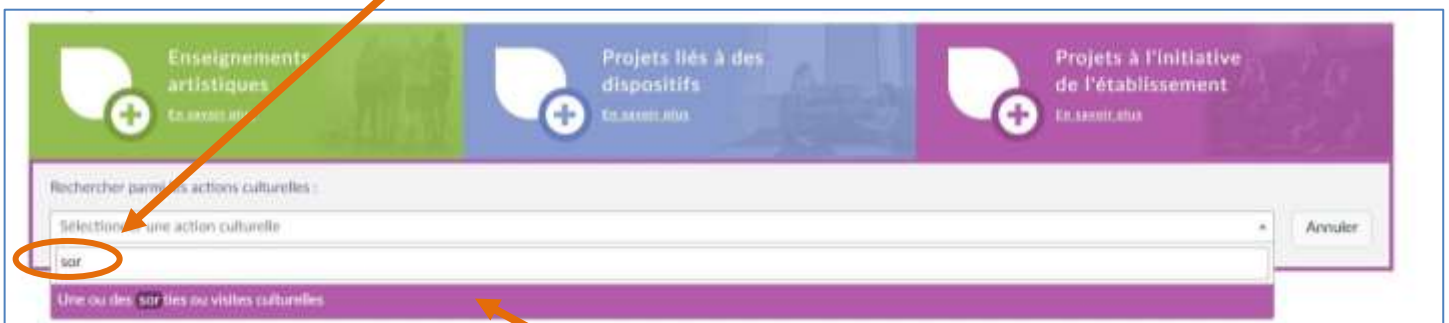 Enseignements
artistiques
En savoir plus
Projets liés à des
dispositifs
En savoir plus
Projets à l'initiative
de l'établissement
En savoir plus
Rechercher parmi les actions culturelles :
Sélectionner une action culturelle
Annuler
sor
Une ou des sorties ou visites culturelles